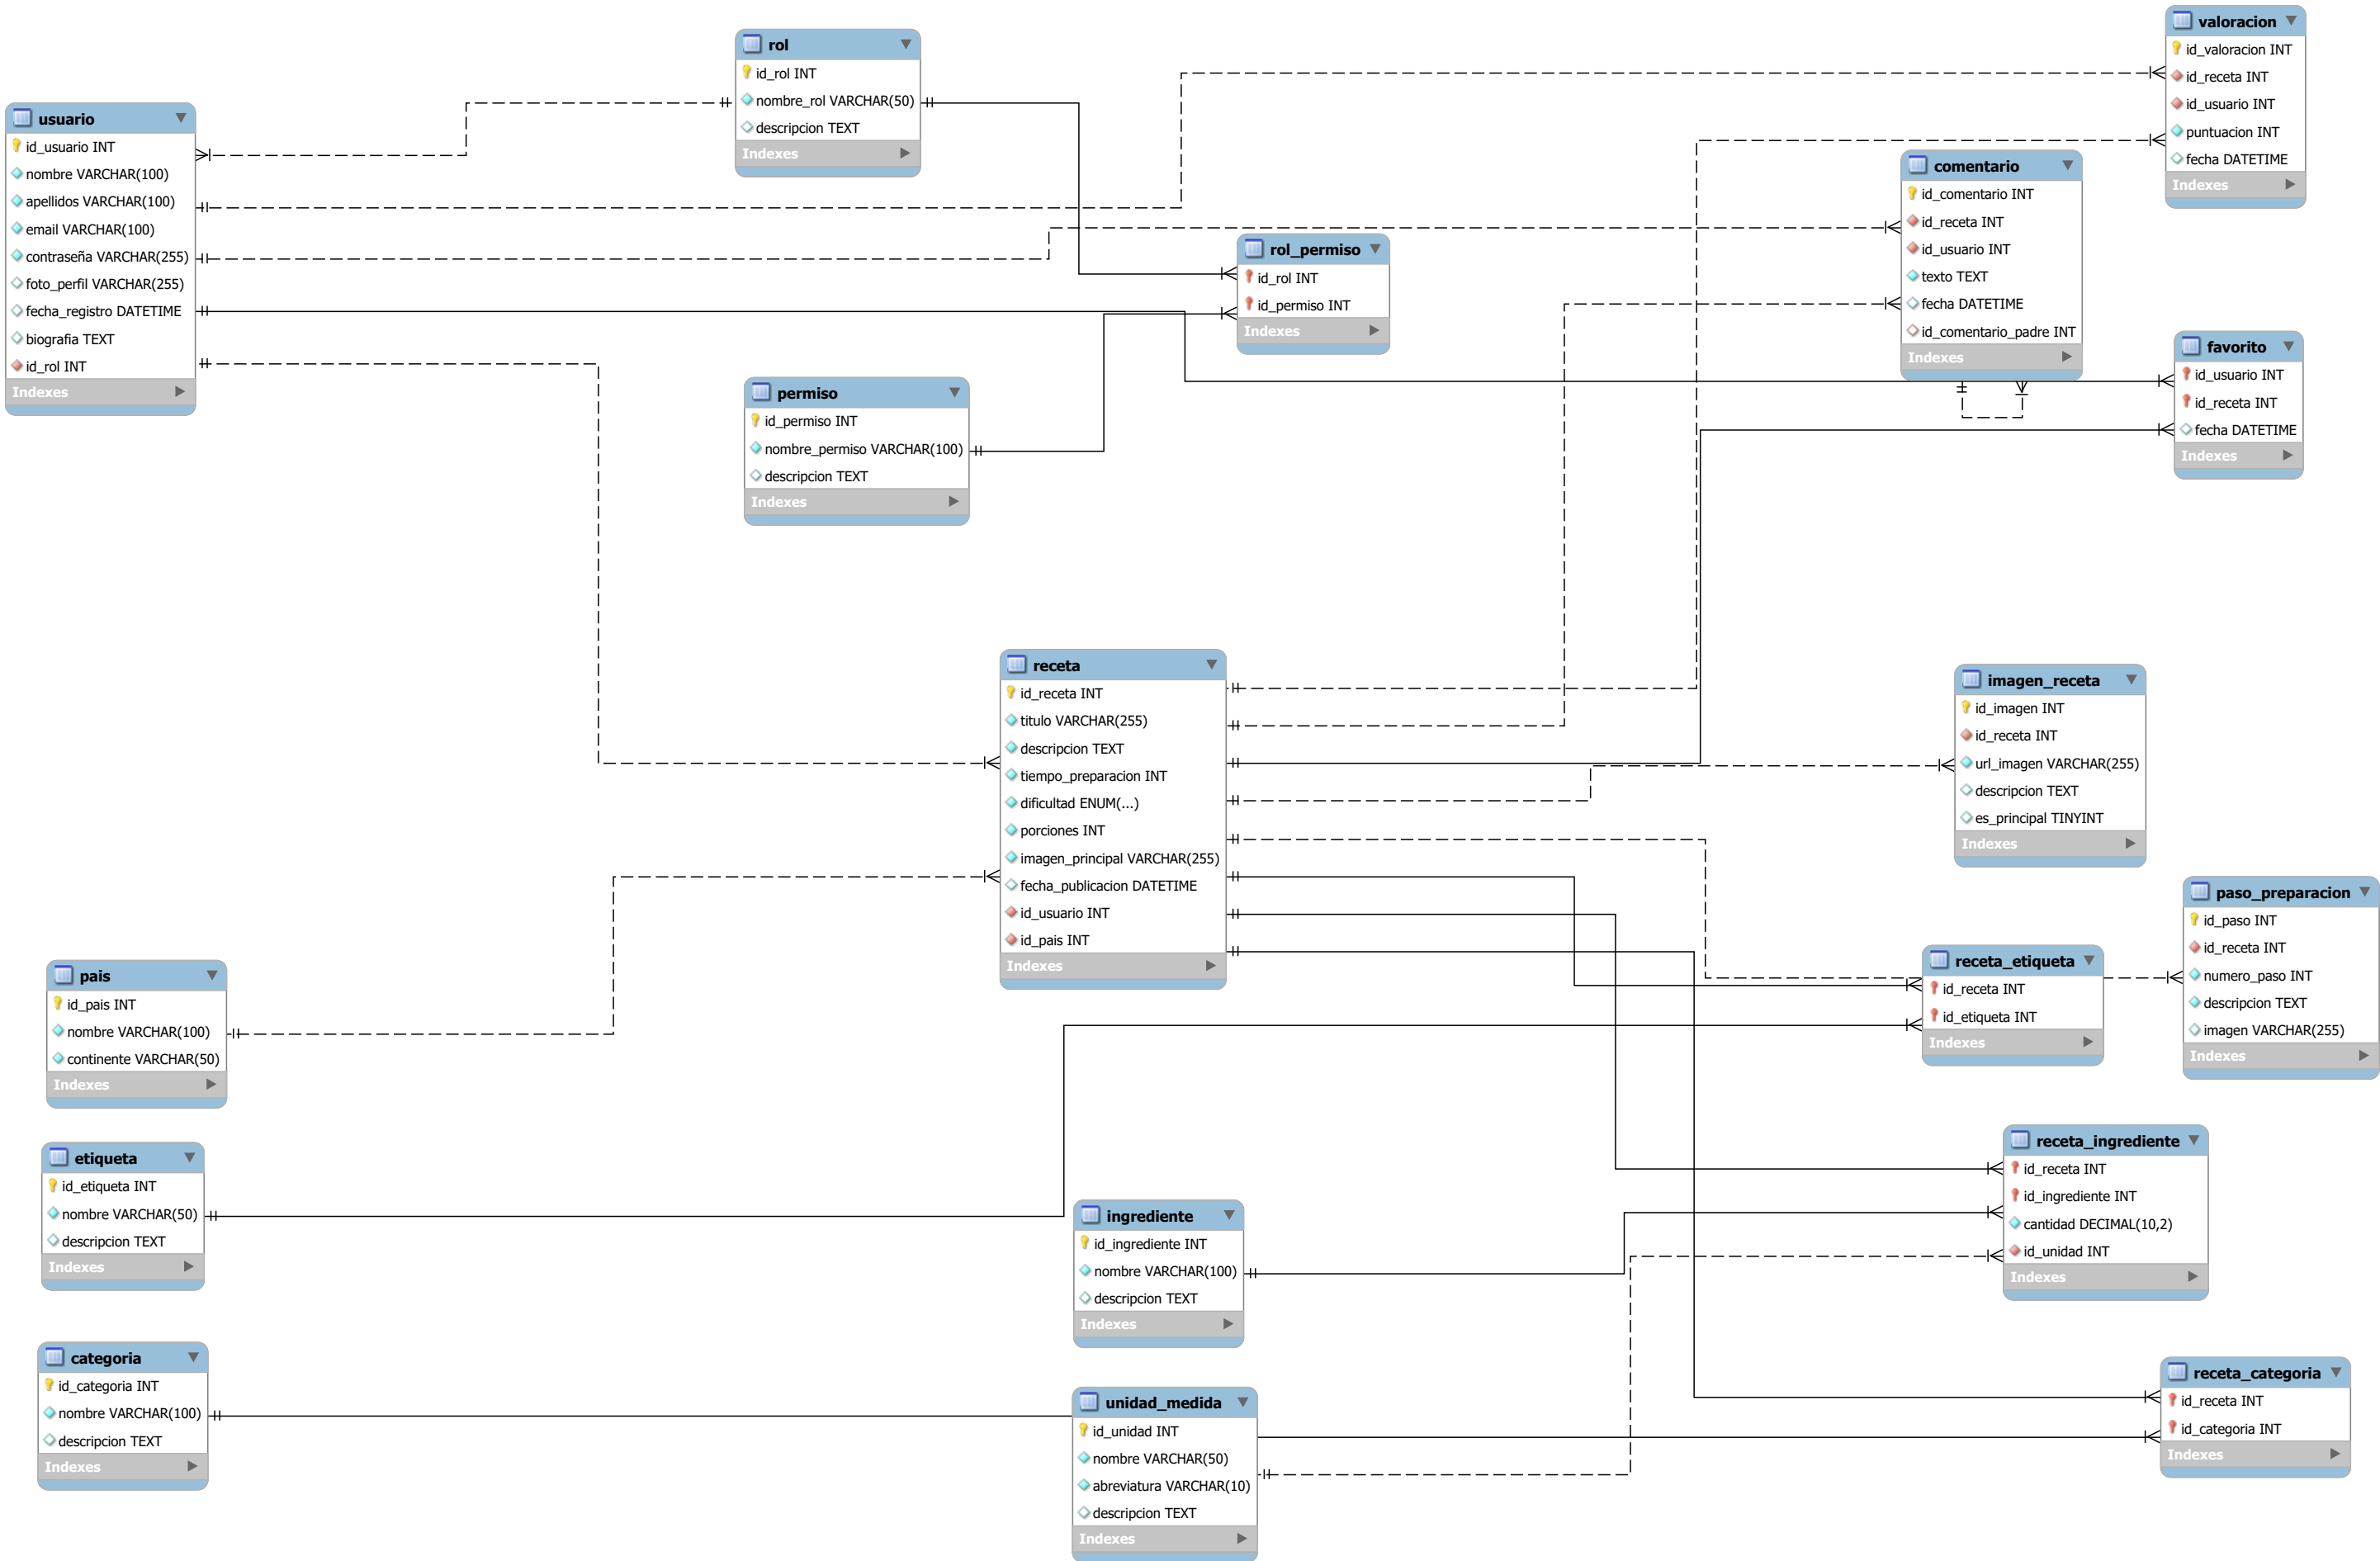 usuario
id_usuario INT
nombre VARCHAR(100)
apellidos VARCHAR(100)
email VARCHAR(100)
contraseña VARCHAR(255)
foto_perfil VARCHAR(255)
fecha_registro DATETIME
biografia TEXT
id_rol INT
Indexes
rol
id_rol INT
nombre_rol VARCHAR(50)
descripcion TEXT
Indexes
permiso
id_permiso INT
nombre_permiso VARCHAR(100)
descripcion TEXT
Indexes
rol_permiso
id_rol INT
id_permiso INT
Indexes
valoracion
id_valoracion INT
id_receta INT
id_usuario INT
puntuacion INT
fecha DATETIME
Indexes
comentario
id_comentario INT
id_receta INT
id_usuario INT
texto TEXT
fecha DATETIME
id_comentario_padre INT
Indexes
favorito
id_usuario INT
id_receta INT
fecha DATETIME
Indexes
receta
id_receta INT
titulo VARCHAR(255)
descripcion TEXT
tiempo_preparacion INT
dificultad ENUM(...)
porciones INT
imagen_principal VARCHAR(255)
fecha_publicacion DATETIME
id_usuario INT
id_pais INT
Indexes
imagen_receta
id_imagen INT
id_receta INT
url_imagen VARCHAR(255)
descripcion TEXT
es_principal TINYINT
Indexes
paso_preparacion
id_paso INT
id_receta INT
numero_paso INT
descripcion TEXT
imagen VARCHAR(255)
Indexes
receta_etiqueta
id_receta INT
id_etiqueta INT
Indexes
pais
id_pais INT
nombre VARCHAR(100)
continente VARCHAR(50)
Indexes
etiqueta
id_etiqueta INT
nombre VARCHAR(50)
descripcion TEXT
Indexes
ingrediente
id_ingrediente INT
nombre VARCHAR(100)
descripcion TEXT
Indexes
receta_ingrediente
id_receta INT
id_ingrediente INT
cantidad DECIMAL(10,2)
id_unidad INT
Indexes
categoria
id_categoria INT
nombre VARCHAR(100)
descripcion TEXT
Indexes
unidad_medida
id_unidad INT
nombre VARCHAR(50)
abreviatura VARCHAR(10)
descripcion TEXT
Indexes
receta_categoria
id_receta INT
id_categoria INT
Indexes